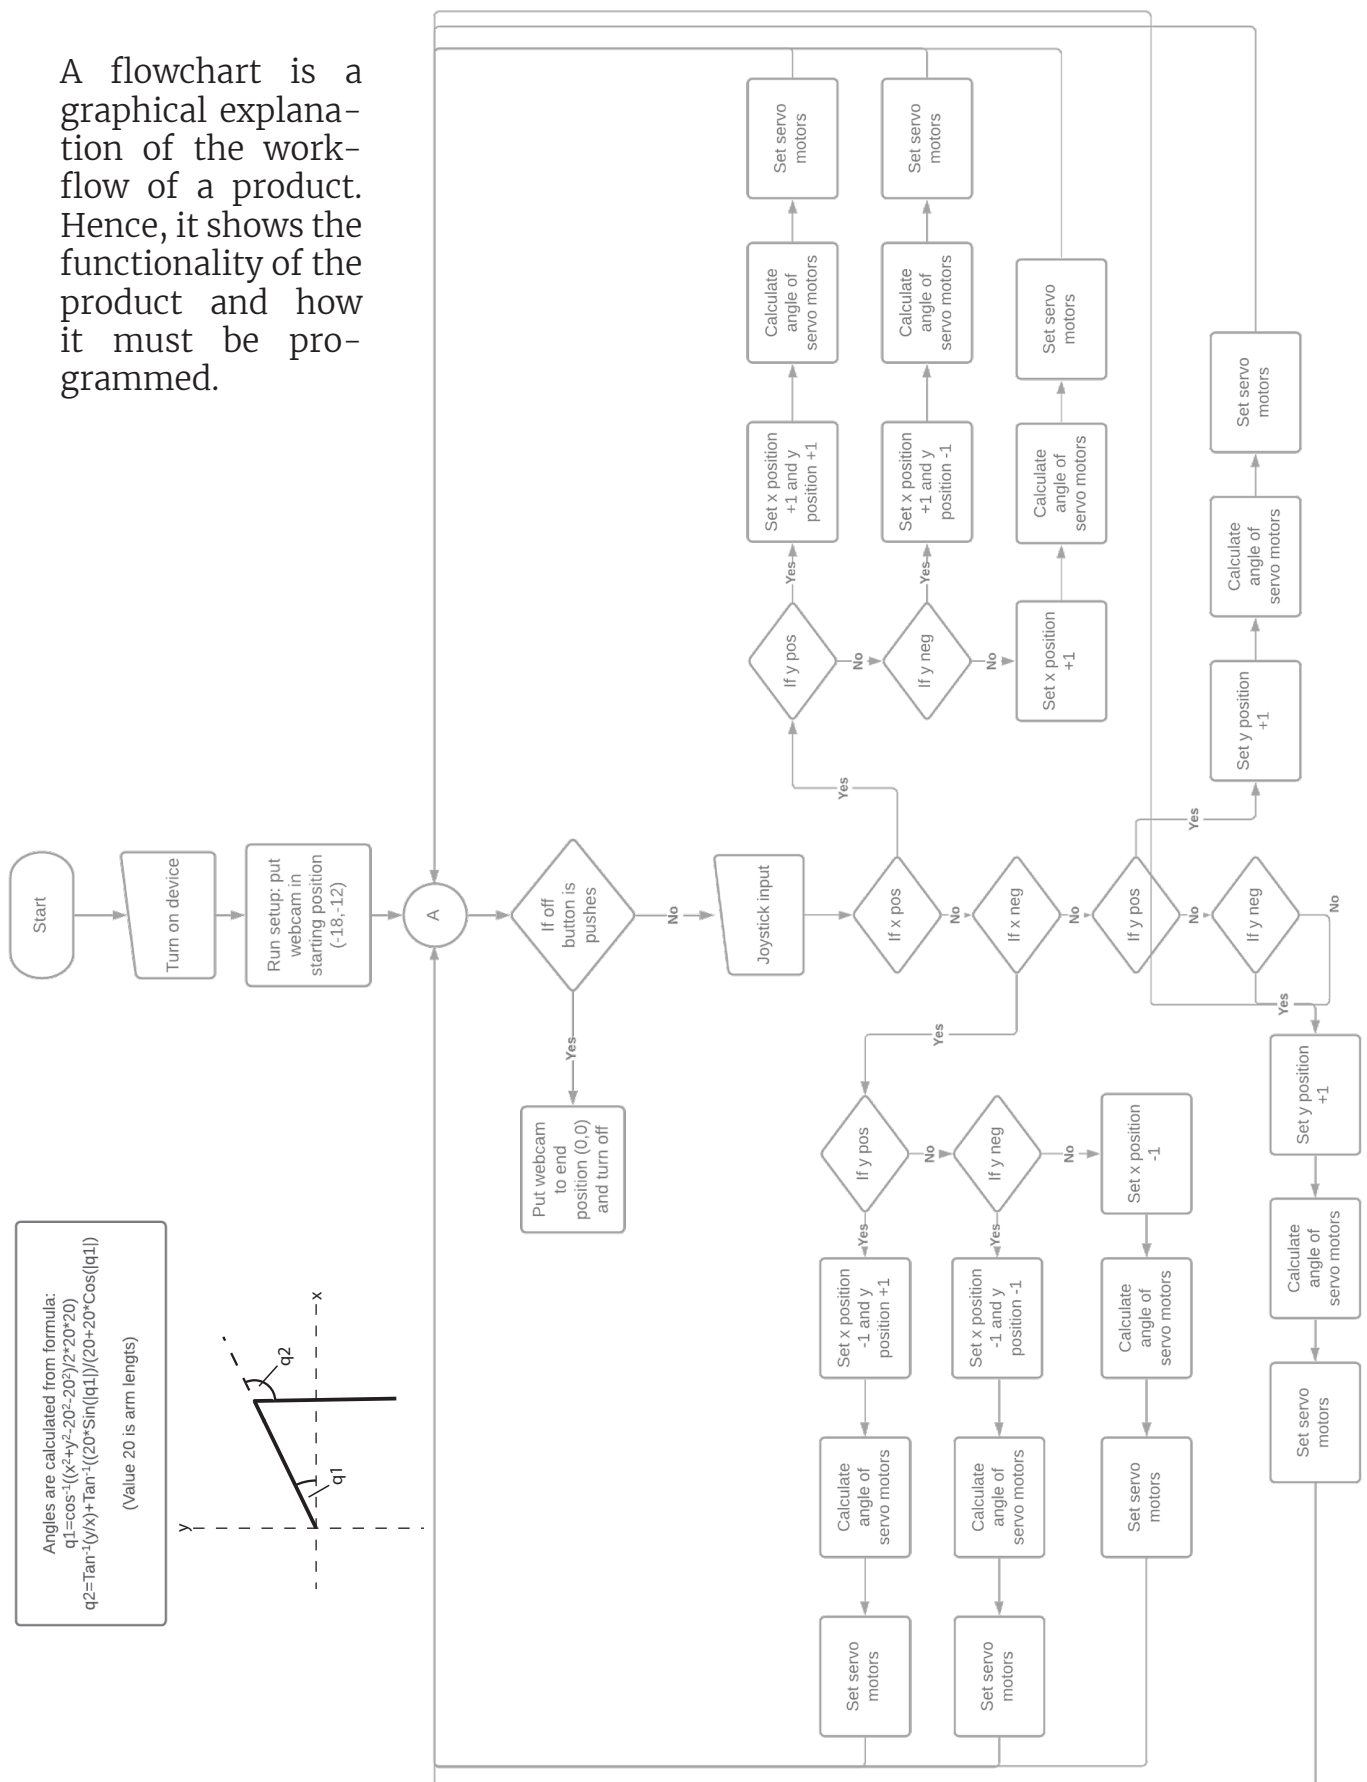 A flowchart is a
graphical explana-
tion of the work-
flow of a product.
Hence, it shows the
functionality of the
product and how
it must be pro-
grammed.
Start
Turn on device
Run setup: put
webcam in
starting position
(-18,-12)
A
If off
button is
pushes
Yes
Put webcam
to end
position (0,0)
and turn off
No
Joystick input
If x pos
Yes
If y pos
Yes
Set x position
+1 and y
position +1
Calculate
angle of
servo motors
Set servo
motors
No
If y neg
Yes
Set x position
+1 and y
position -1
Calculate
angle of
servo motors
Set servo
motors
No
Set x position
+1
Calculate
angle of
servo motors
Set servo
motors
No
If x neg
Yes
If y pos
Yes
Set x position
-1 and y
position +1
Calculate
angle of
servo motors
Set servo
motors
No
If y neg
Yes
Set x position
-1 and y
position -1
Calculate
angle of
servo motors
Set servo
motors
No
Set x position
-1
Calculate
angle of
servo motors
Set servo
motors
No
If y pos
Yes
Set y position
+1
Calculate
angle of
servo motors
Set servo
motors
No
If y neg
No
Yes
Set y position
+1
Calculate
angle of
servo motors
Set servo
motors
Angles are calculated from formula:
q1=cos⁻¹((x²+y²-20²-20²)/2*20*20)
q2=Tan⁻¹(y/x)+Tan⁻¹((20*Sin(|q1|)/(20+20*Cos(|q1|)
(Value 20 is arm lengts)
y
x
q1
q2